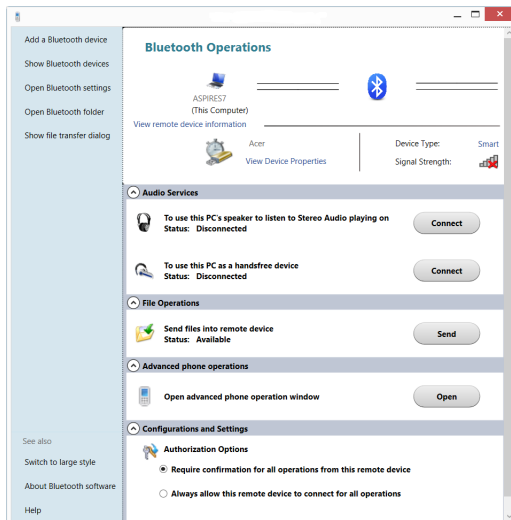 Add a Bluetooth device
Show Bluetooth devices
Open Bluetooth settings
Open Bluetooth folder
Show file transfer dialog
Bluetooth Operations
ASPIRES7
(This Computer)
View remote device information
Acer
View Device Properties
Device Type: Smart
Signal Strength:
Audio Services
To use this PC's speaker to listen to Stereo Audio playing on
Status: Disconnected
Connect
To use this PC as a handsfree device
Status: Disconnected
Connect
File Operations
Send files into remote device
Status: Available
Send
Advanced phone operations
Open advanced phone operation window
Open
Configurations and Settings
Authorization Options
Require confirmation for all operations from this remote device
Always allow this remote device to connect for all operations
See also
Switch to large style
About Bluetooth software
Help